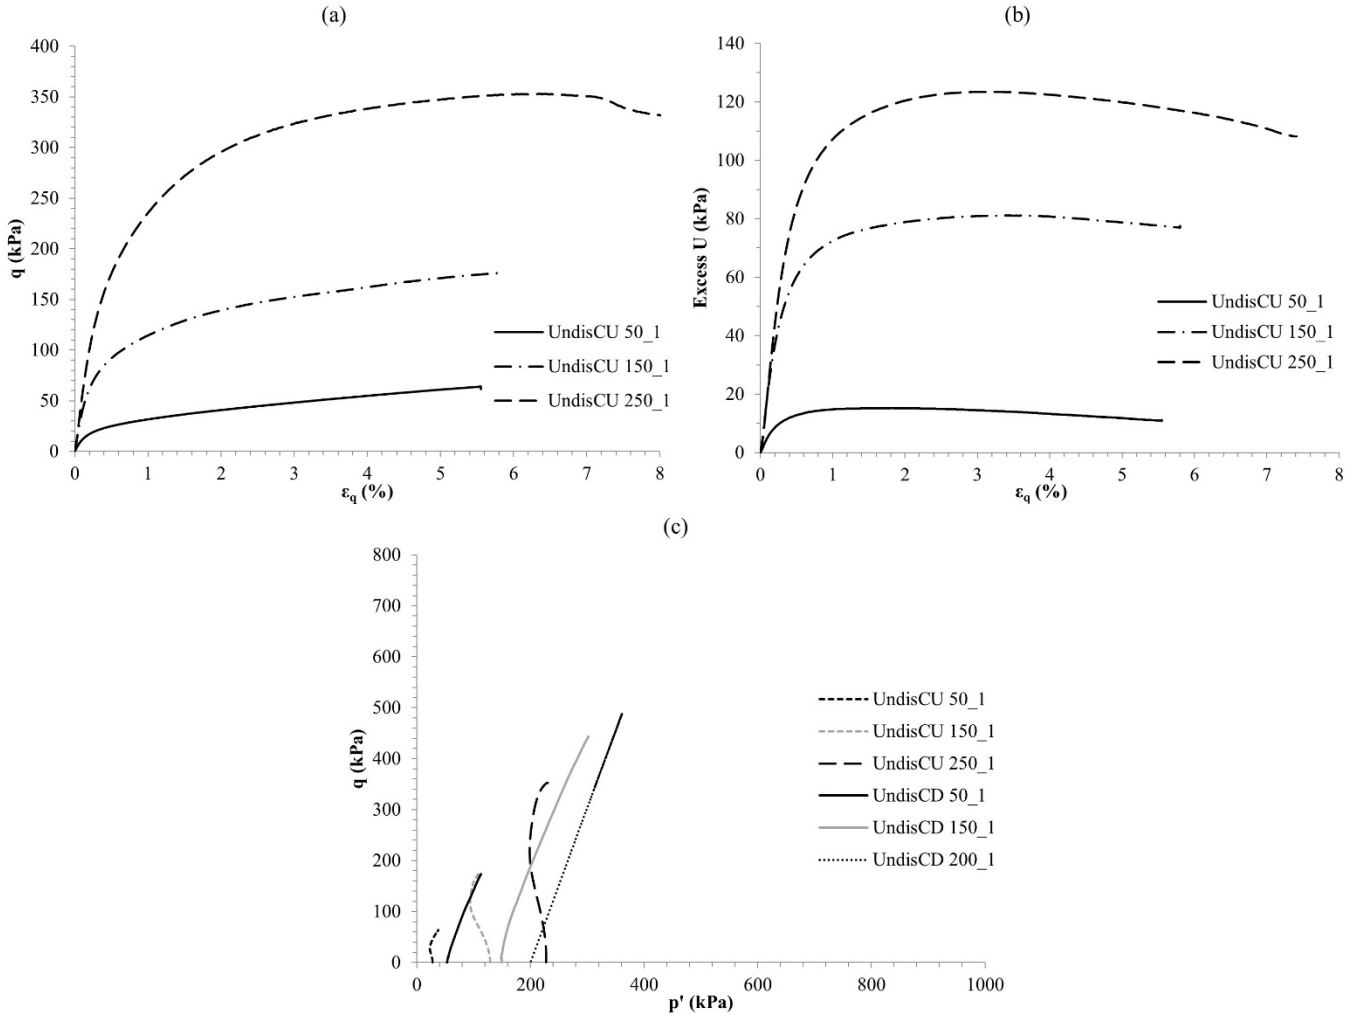 (a)
400
350
300
250
200
150
100
50
0
q (kPa)
0 1 2 3 4 5 6 7 8
εq (%)
UndisCU 50_1
UndisCU 150_1
UndisCU 250_1
(b)
140
120
100
80
60
40
20
0
Excess U (kPa)
0 1 2 3 4 5 6 7 8
εq (%)
UndisCU 50_1
UndisCU 150_1
UndisCU 250_1
(c)
800
700
600
500
400
300
200
100
0
q (kPa)
0 200 400 600 800 1000
p' (kPa)
UndisCU 50_1
UndisCU 150_1
UndisCU 250_1
UndisCD 50_1
UndisCD 150_1
UndisCD 200_1